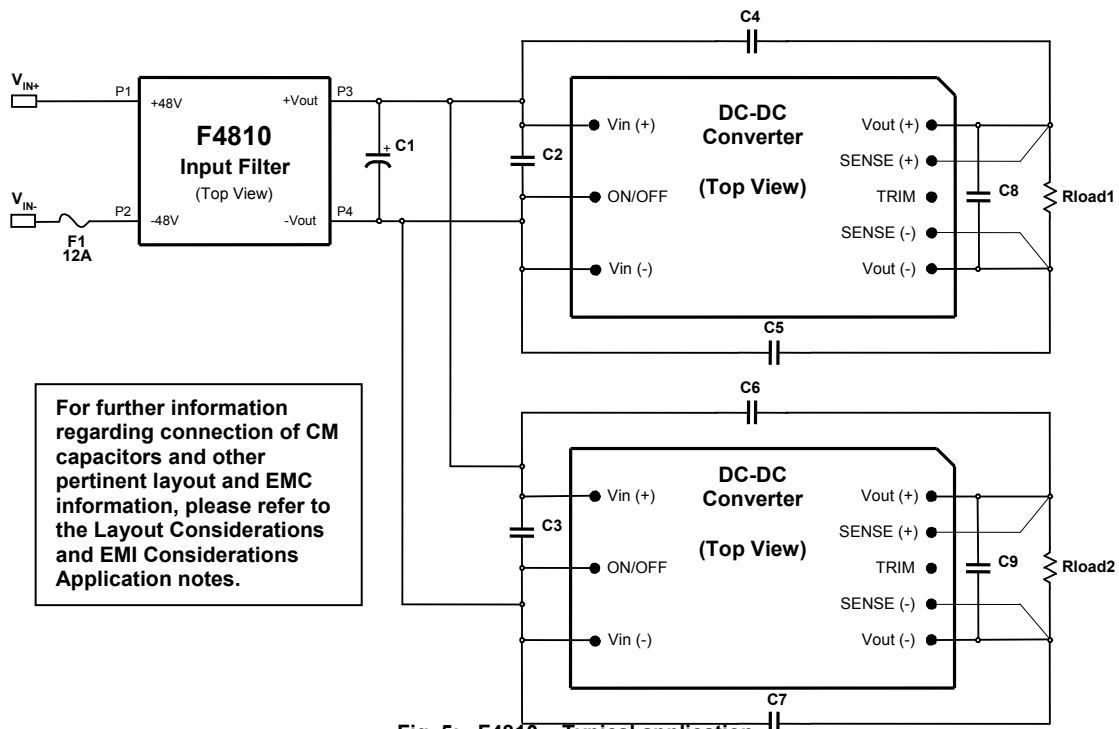 C4
V_IN+
P1
+48V
+Vout
P3
F4810
Input Filter
(Top View)
+
C1
V_IN-
P2
-48V
-Vout
P4
F1
12A
C2
Vin (+)
ON/OFF
Vin (-)
DC-DC
Converter
(Top View)
Vout (+)
SENSE (+)
TRIM
SENSE (-)
Vout (-)
C8
Rload1
C5
For further information
regarding connection of CM
capacitors and other
pertinent layout and EMC
information, please refer to
the Layout Considerations
and EMI Considerations
Application notes.
C6
C3
Vin (+)
ON/OFF
Vin (-)
DC-DC
Converter
(Top View)
Vout (+)
SENSE (+)
TRIM
SENSE (-)
Vout (-)
C9
Rload2
C7
Typical application